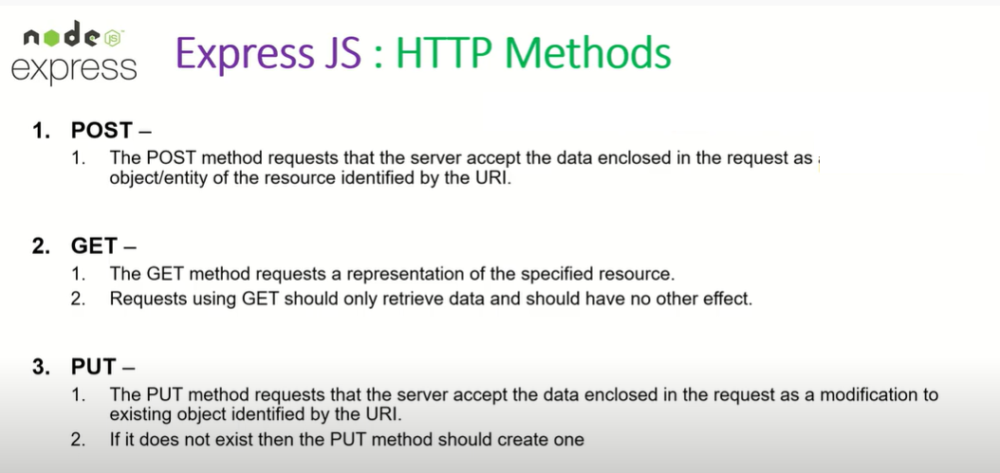 node JS
express
Express JS : HTTP Methods
1. POST –
1. The POST method requests that the server accept the data enclosed in the request as
object/entity of the resource identified by the URI.
2. GET –
1. The GET method requests a representation of the specified resource.
2. Requests using GET should only retrieve data and should have no other effect.
3. PUT –
1. The PUT method requests that the server accept the data enclosed in the request as a modification to
existing object identified by the URI.
2. If it does not exist then the PUT method should create one